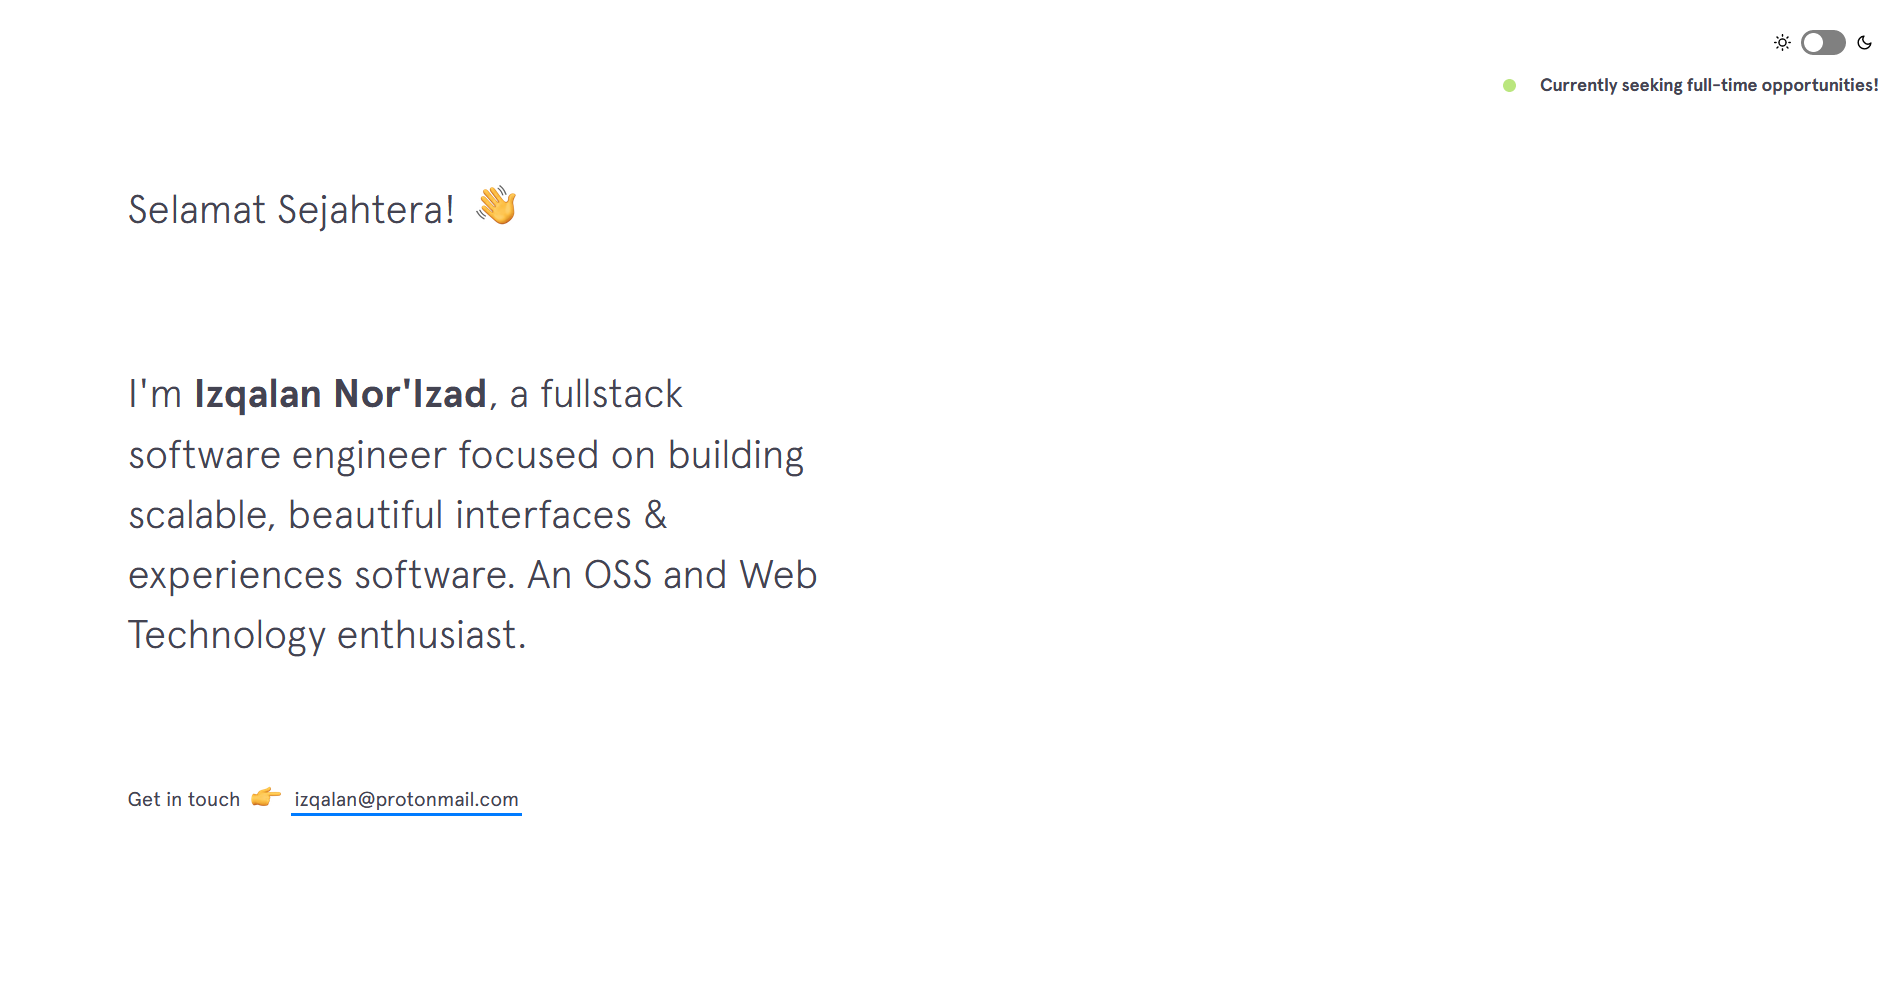 Currently seeking full-time opportunities!
Selamat Sejahtera! 👋
I'm Izqalan Nor'Izad, a fullstack
software engineer focused on building
scalable, beautiful interfaces &
experiences software. An OSS and Web
Technology enthusiast.
Get in touch 👉 izqalan@protonmail.com